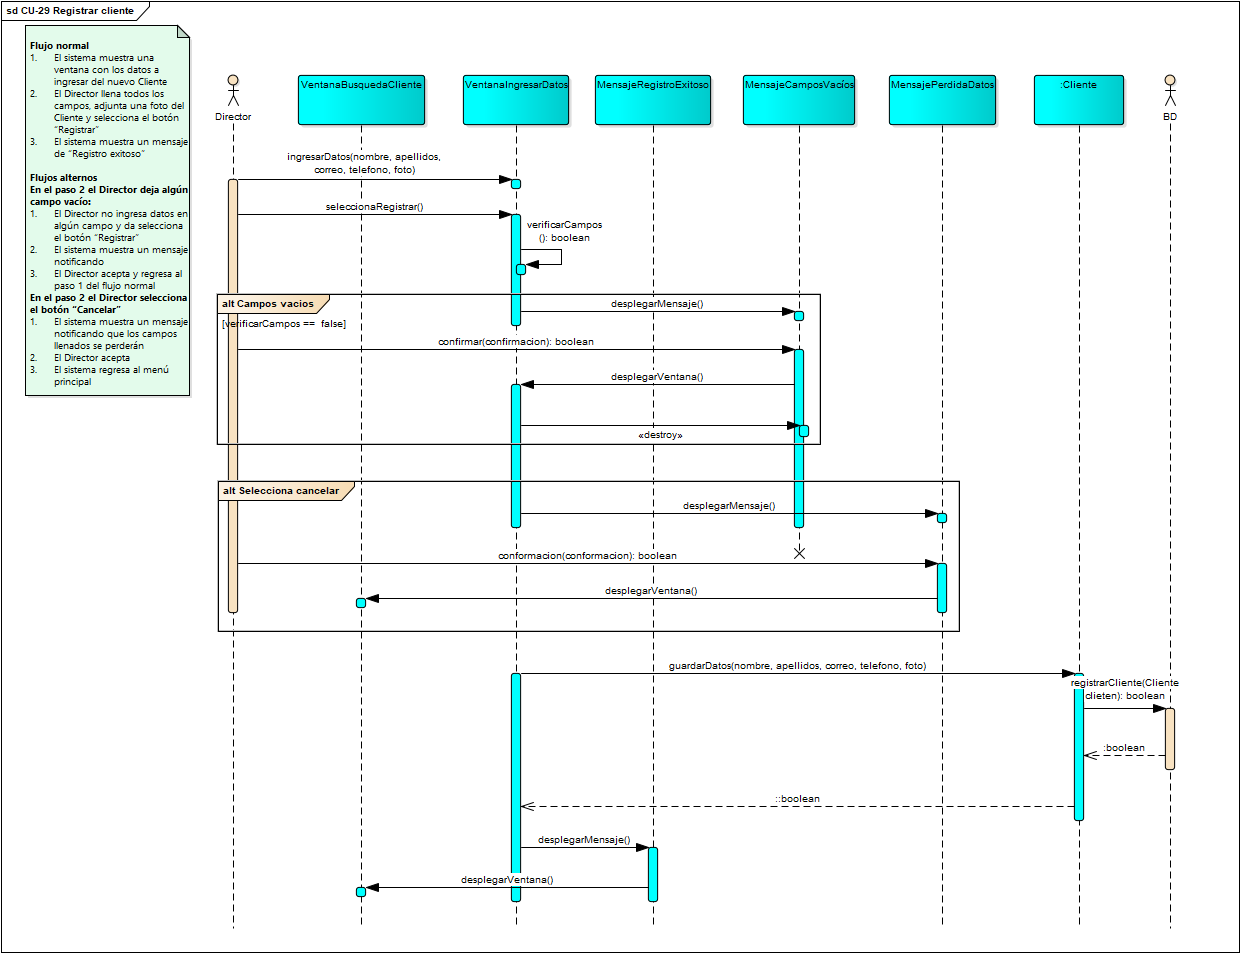 sd CU-29 Registrar cliente
Flujo normal
1. El sistema muestra una
ventana con los datos a
ingresar del nuevo Cliente
2. El Director llena todos los
campos, adjunta una foto del
Cliente y selecciona el botón
"Registrar"
3. El sistema muestra un mensaje
de "Registro exitoso"
Flujos alternos
En el paso 2 el Director deja algún
campo vacío:
1. El Director no ingresa datos en
algún campo y da selecciona
el botón "Registrar"
2. El sistema muestra un mensaje
notificando
3. El Director acepta y regresa al
paso 1 del flujo normal
En el paso 2 el Director selecciona
el botón "Cancelar"
1. El sistema muestra un mensaje
notificando que los campos
llenados se perderán
2. El Director acepta
3. El sistema regresa al menú
principal
Director
VentanaBusquedaCliente
VentanaIngresarDatos
MensajeRegistroExitoso
MensajeCamposVacíos
MensajePerdidaDatos
:Cliente
BD
ingresarDatos(nombre, apellidos,
correo, telefono, foto)
seleccionaRegistrar()
verificarCampos
(): boolean
alt Campos vacíos
[verificarCampos == false]
desplegarMensaje()
confirmar(confirmacion): boolean
desplegarVentana()
«destroy»
alt Selecciona cancelar
desplegarMensaje()
conformacion(conformacion): boolean
desplegarVentana()
guardarDatos(nombre, apellidos, correo, telefono, foto)
registrarCliente(Cliente
clieten): boolean
:boolean
::boolean
desplegarMensaje()
desplegarVentana()